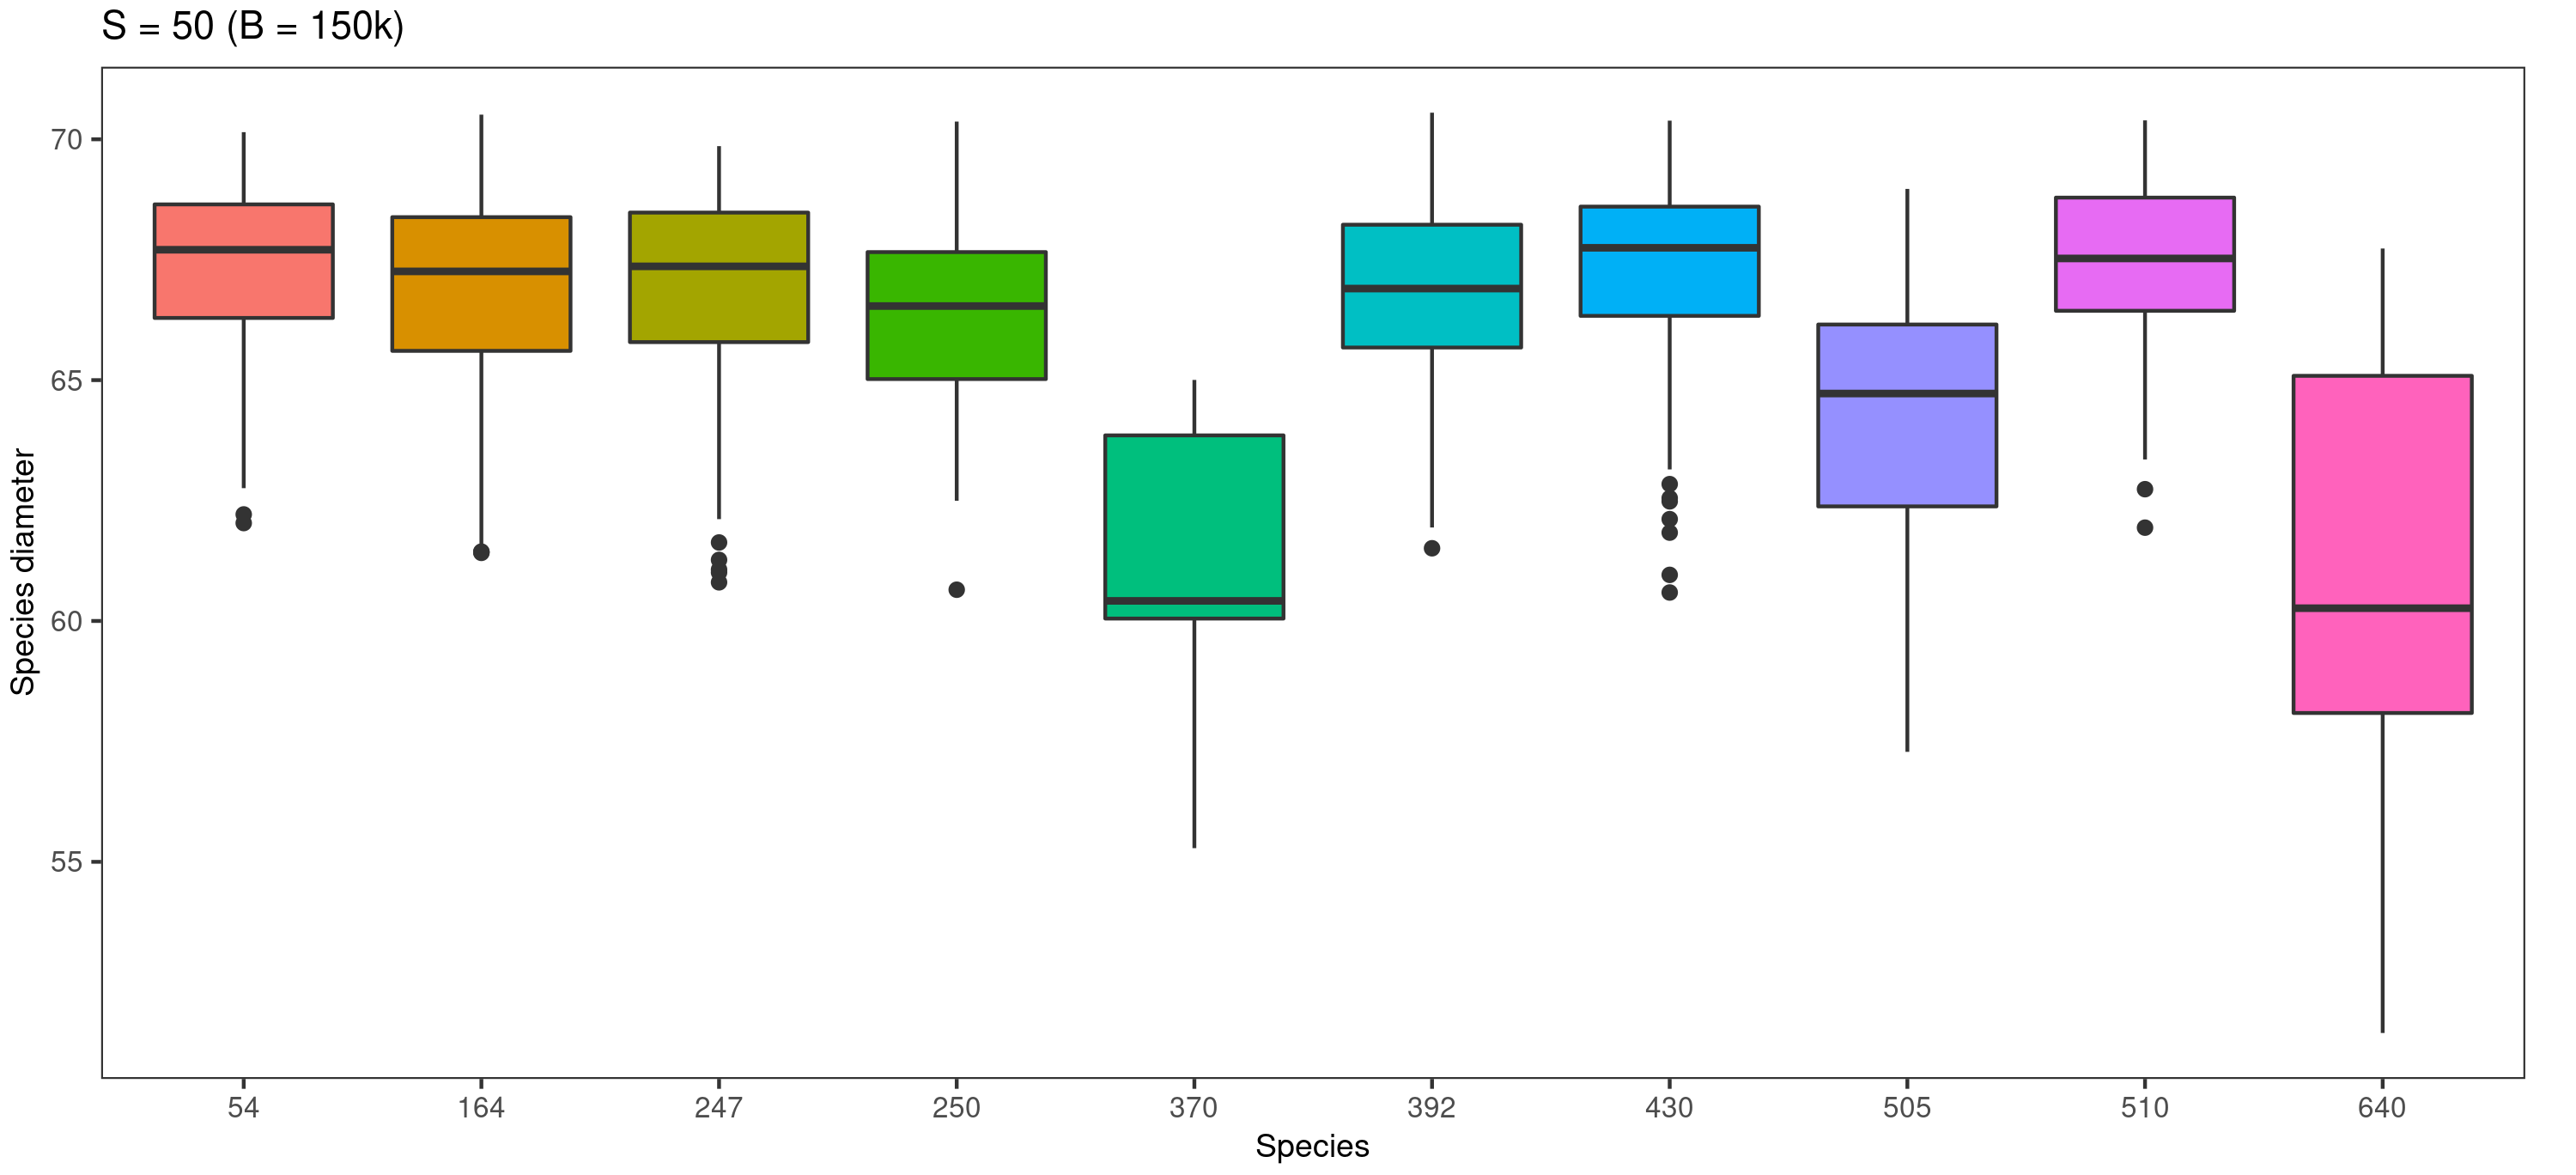 S = 50 (B = 150k)
70
65
60
55
Species diameter
54 164 247 250 370 392 430 505 510 640
Species